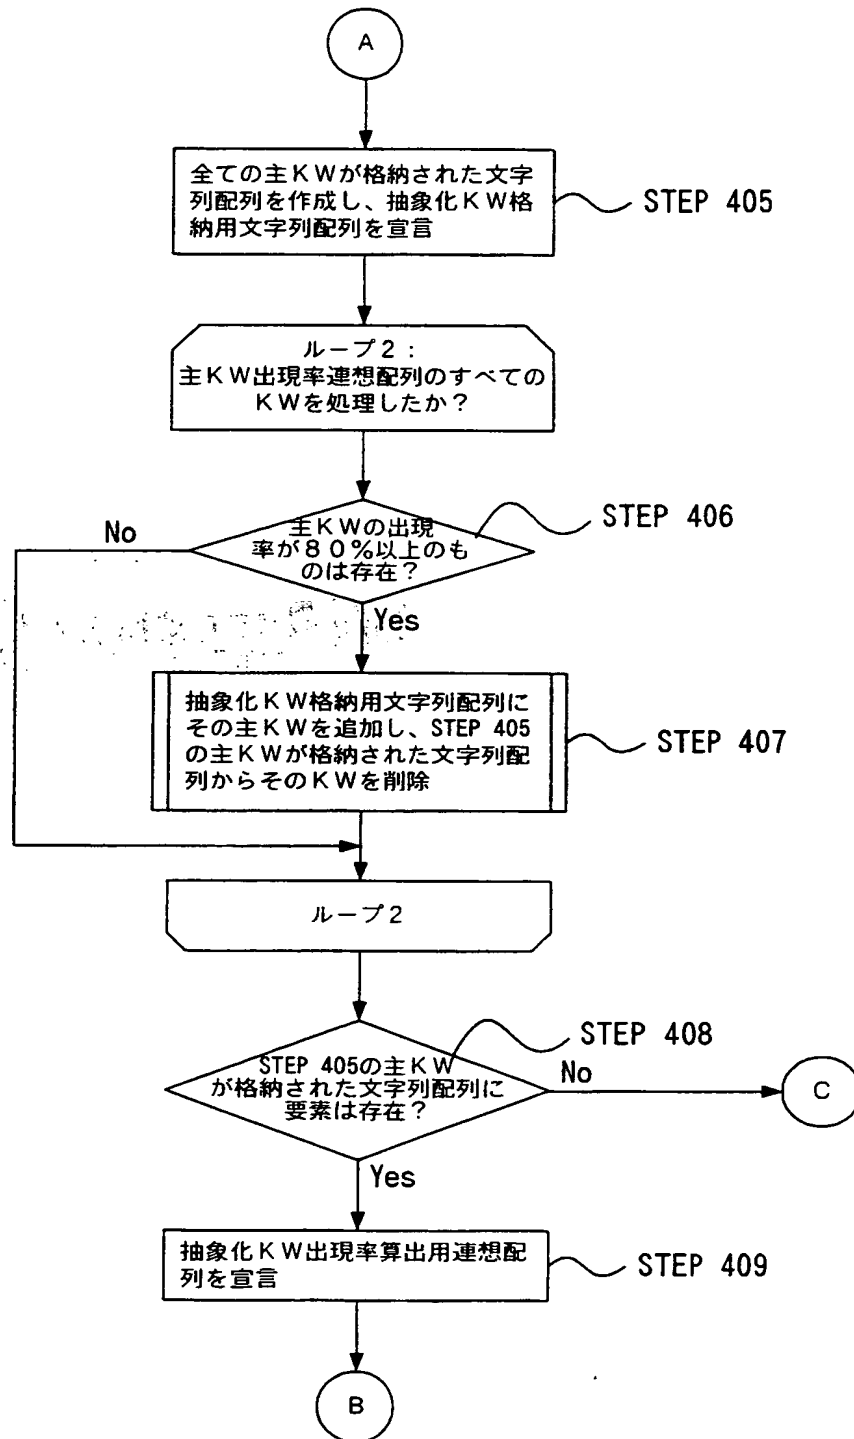 A
全ての主KWが格納された文字
列配列を作成し、抽象化KW格
納用文字列配列を宣言
STEP 405
ループ2:
主KW出現率連想配列のすべての
KWを処理したか?
主KWの出現
率が80%以上のも
のは存在?
STEP 406
No
Yes
抽象化KW格納用文字列配列に
その主KWを追加し、STEP 405
の主KWが格納された文字列配
列からそのKWを削除
STEP 407
ループ2
STEP 405の主KW
が格納された文字列配列に
要素は存在?
STEP 408
No
C
Yes
抽象化KW出現率算出用連想配
列を宣言
STEP 409
B